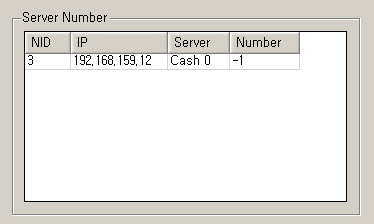 Server Number
NID IP Server Number
3 192,168,159,12 Cash 0 -1